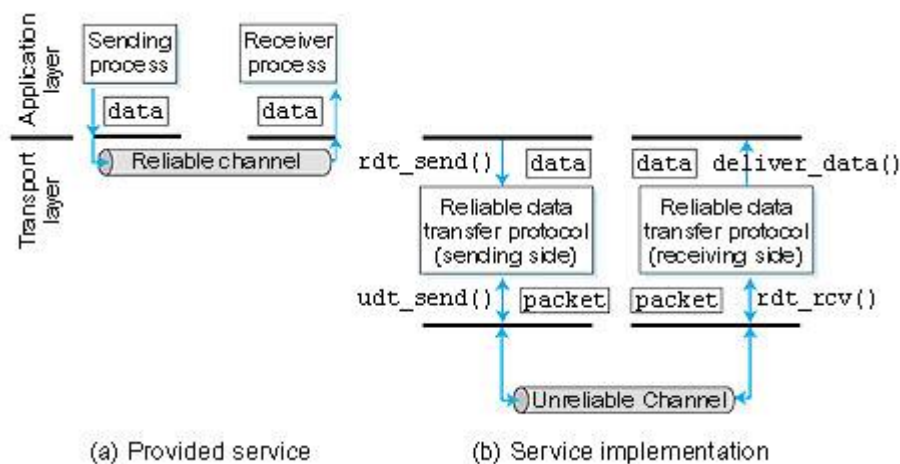 Application
layer
Transport
layer
Sending
process
Receiver
process
data
data
Reliable channel
rdt_send()
data
data
deliver_data()
Reliable data
transfer protocol
(sending side)
Reliable data
transfer protocol
(receiving side)
udt_send()
packet
packet
rdt_rcv()
Unreliable Channel
(a) Provided service
(b) Service implementation